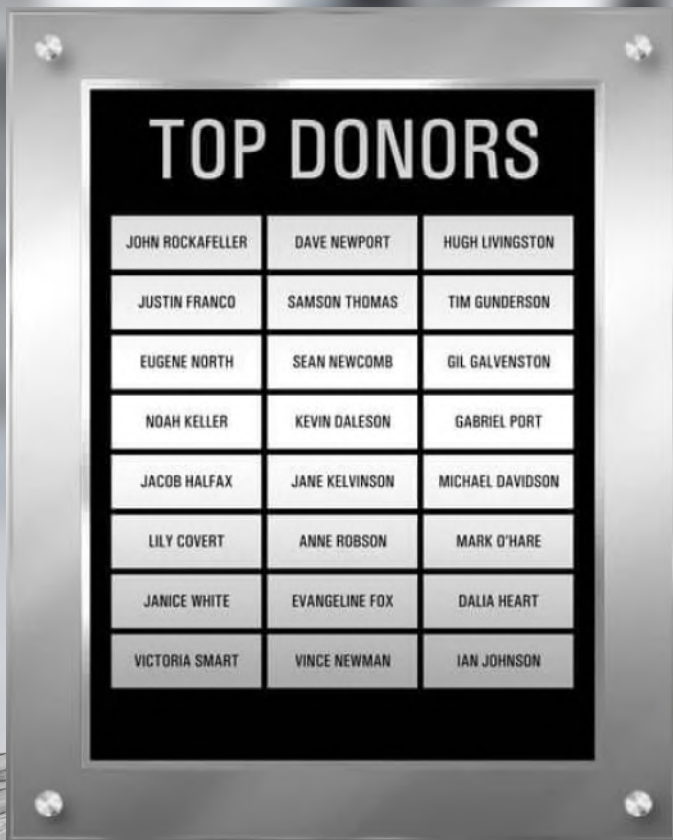 TOP DONORS
JOHN ROCKAFELLER DAVE NEWPORT HUGH LIVINGSTON
JUSTIN FRANCO SAMSON THOMAS TIM GUNDERSON
EUGENE NORTH SEAN NEWCOMB GIL GALVENSTON
NOAH KELLER KEVIN DALESON GABRIEL PORT
JACOB HALFAX JANE KELVINSON MICHAEL DAVIDSON
LILY COVERT ANNE ROBSON MARK O'HARE
JANICE WHITE EVANGELINE FOX DALIA HEART
VICTORIA SMART VINCE NEWMAN IAN JOHNSON